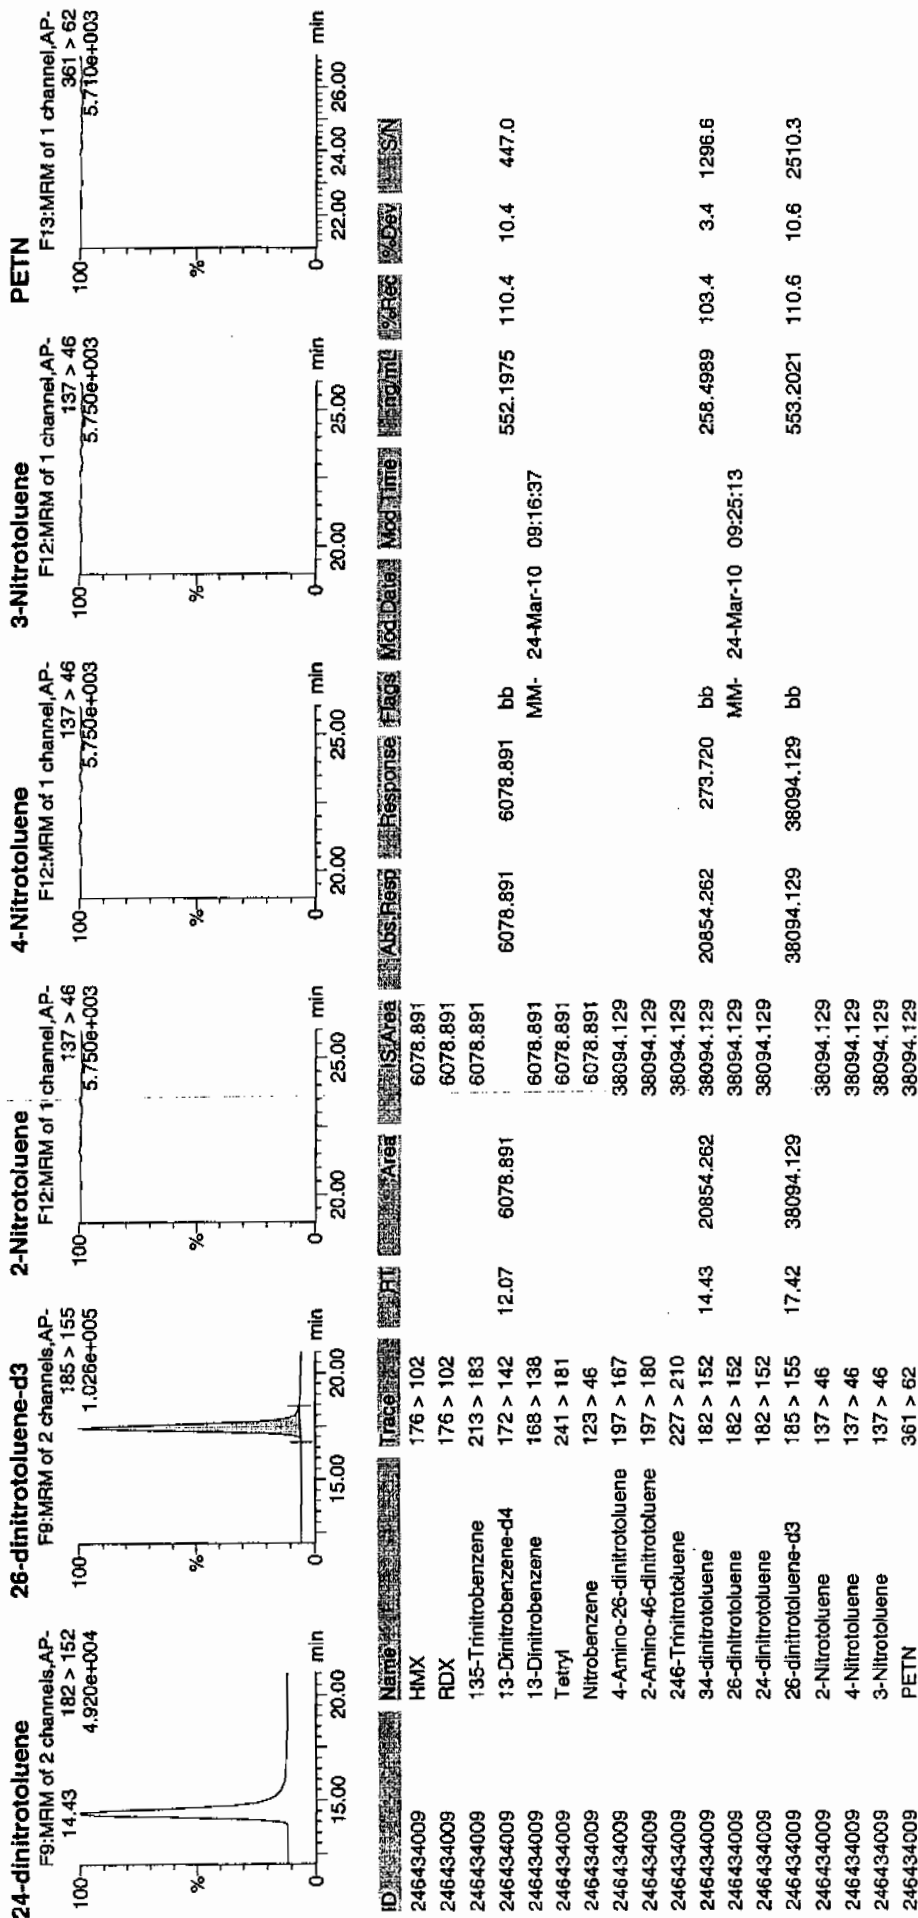 24-dinitrotoluene
F9:MRM of 2 channels,AP-
182 > 152
4.920e+004
14.43
100
%
0
15.00 20.00 min
26-dinitrotoluene-d3
F9:MRM of 2 channels,AP-
185 > 155
1.026e+005
100
%
0
15.00 20.00 min
2-Nitrotoluene
F12:MRM of 1 channel,AP-
137 > 46
5.750e+003
100
%
0
20.00 25.00 min
4-Nitrotoluene
F12:MRM of 1 channel,AP-
137 > 46
5.750e+003
100
%
0
20.00 25.00 min
3-Nitrotoluene
F12:MRM of 1 channel,AP-
137 > 46
5.750e+003
100
%
0
20.00 25.00 min
PETN
F13:MRM of 1 channel,AP-
361 > 62
5.710e+003
100
%
0
22.00 24.00 26.00 min
ID Name Trace RT Area IS Area Abs.Resp Response Flags Mod.Date Mod.Time ng/mL %Rec %Dev S/N
246434009 HMX 176 > 102 6078.891
246434009 RDX 176 > 102 6078.891
246434009 135-Trinitrobenzene 213 > 183 6078.891
246434009 13-Dinitrobenzene-d4 172 > 142 12.07 6078.891 6078.891 6078.891 bb 552.1975 110.4 10.4 447.0
246434009 13-Dinitrobenzene 168 > 138 6078.891 MM- 24-Mar-10 09:16:37
246434009 Tetryl 241 > 181 6078.891
246434009 Nitrobenzene 123 > 46 6078.891
246434009 4-Amino-26-dinitrotoluene 197 > 167 38094.129
246434009 2-Amino-46-dinitrotoluene 197 > 180 38094.129
246434009 246-Trinitrotoluene 227 > 210 38094.129
246434009 34-dinitrotoluene 182 > 152 14.43 20854.262 38094.129 20854.262 273.720 bb 258.4989 103.4 3.4 1296.6
246434009 26-dinitrotoluene 182 > 152 38094.129 MM- 24-Mar-10 09:25:13
246434009 24-dinitrotoluene 182 > 152 38094.129
246434009 26-dinitrotoluene-d3 185 > 155 17.42 38094.129 38094.129 38094.129 bb 553.2021 110.6 10.6 2510.3
246434009 2-Nitrotoluene 137 > 46 38094.129
246434009 4-Nitrotoluene 137 > 46 38094.129
246434009 3-Nitrotoluene 137 > 46 38094.129
246434009 PETN 361 > 62 38094.129